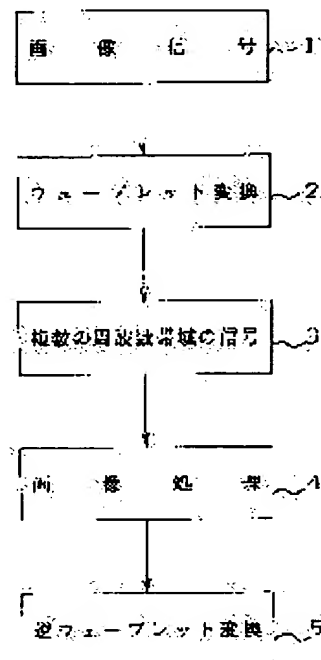 画像信号 1
ウェーブレット変換 2
複数の周波数帯域の信号 3
画像処理 4
逆ウェーブレット変換 5